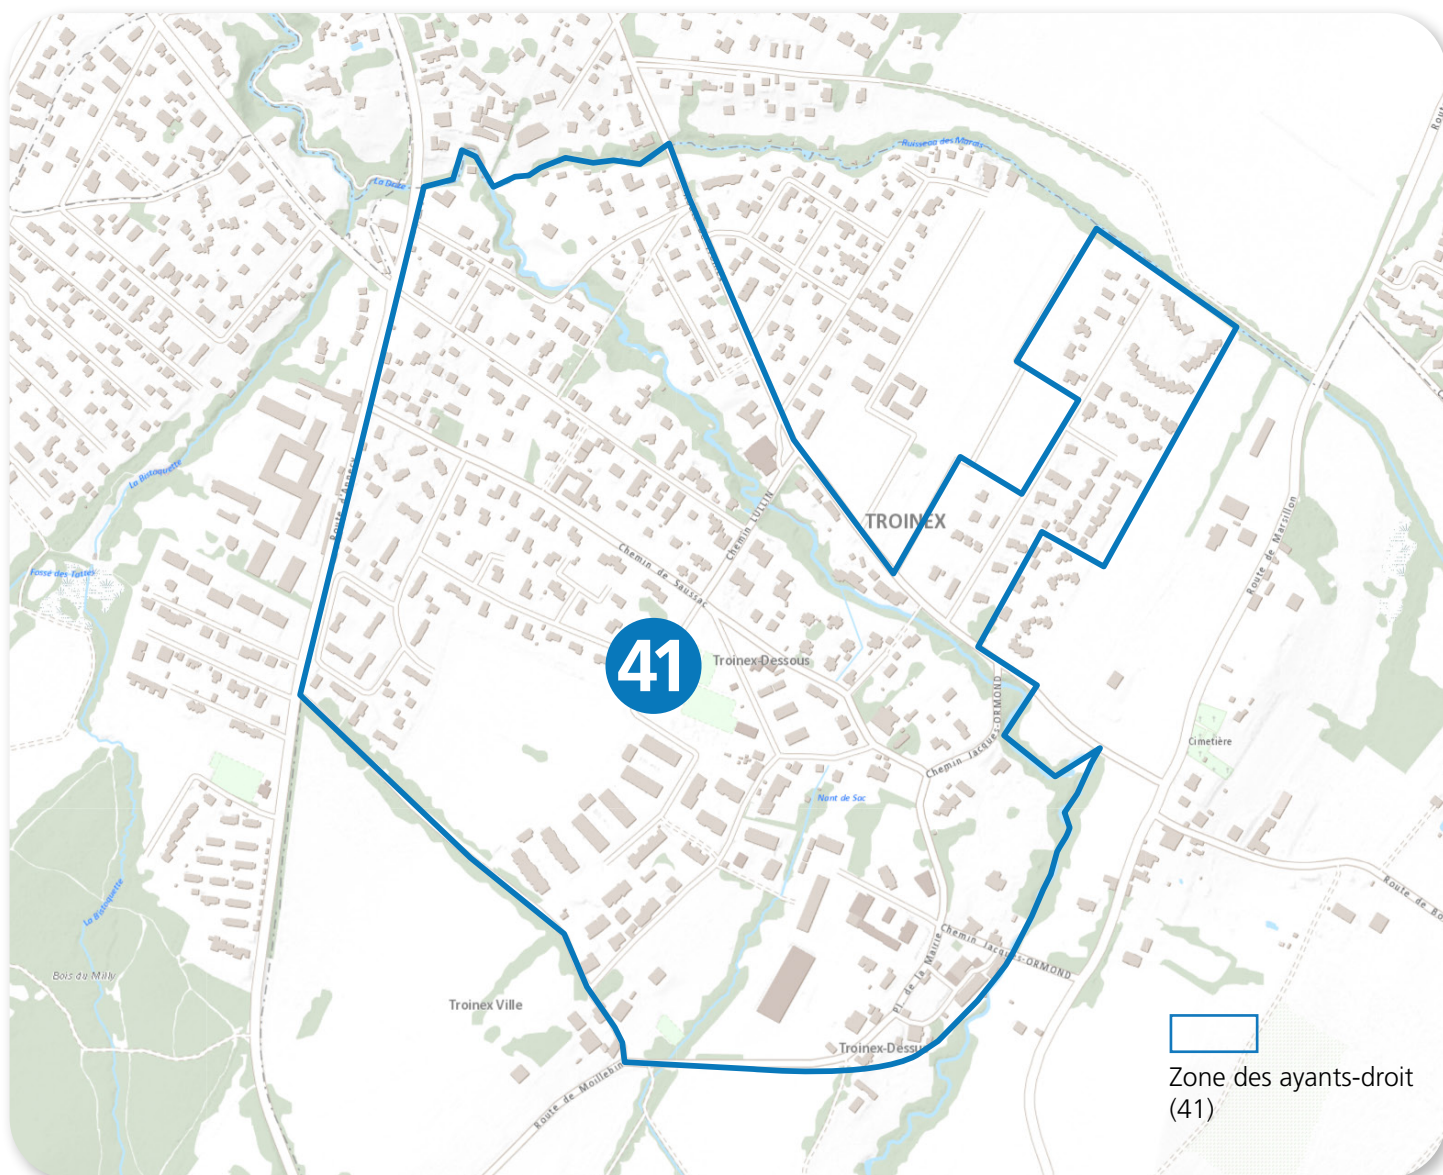 Ruisseau des Marais
La Drize
La Bistoquette
Route d'Annecy
Fossé des Tattes
Chemin LULLIN
TROINEX
Chemin de Saussac
Route de Marsillon
41
Troinex-Dessous
Chemin Jacques-ORMOND
Cimetière
Nant de Sac
La Bistoquette
Route de
Bois du Milly
Chemin Jacques-ORMOND
Pl. de la Mairie
Troinex Ville
Troinex-Dessu
Route de Moillebin
Zone des ayants-droit
(41)